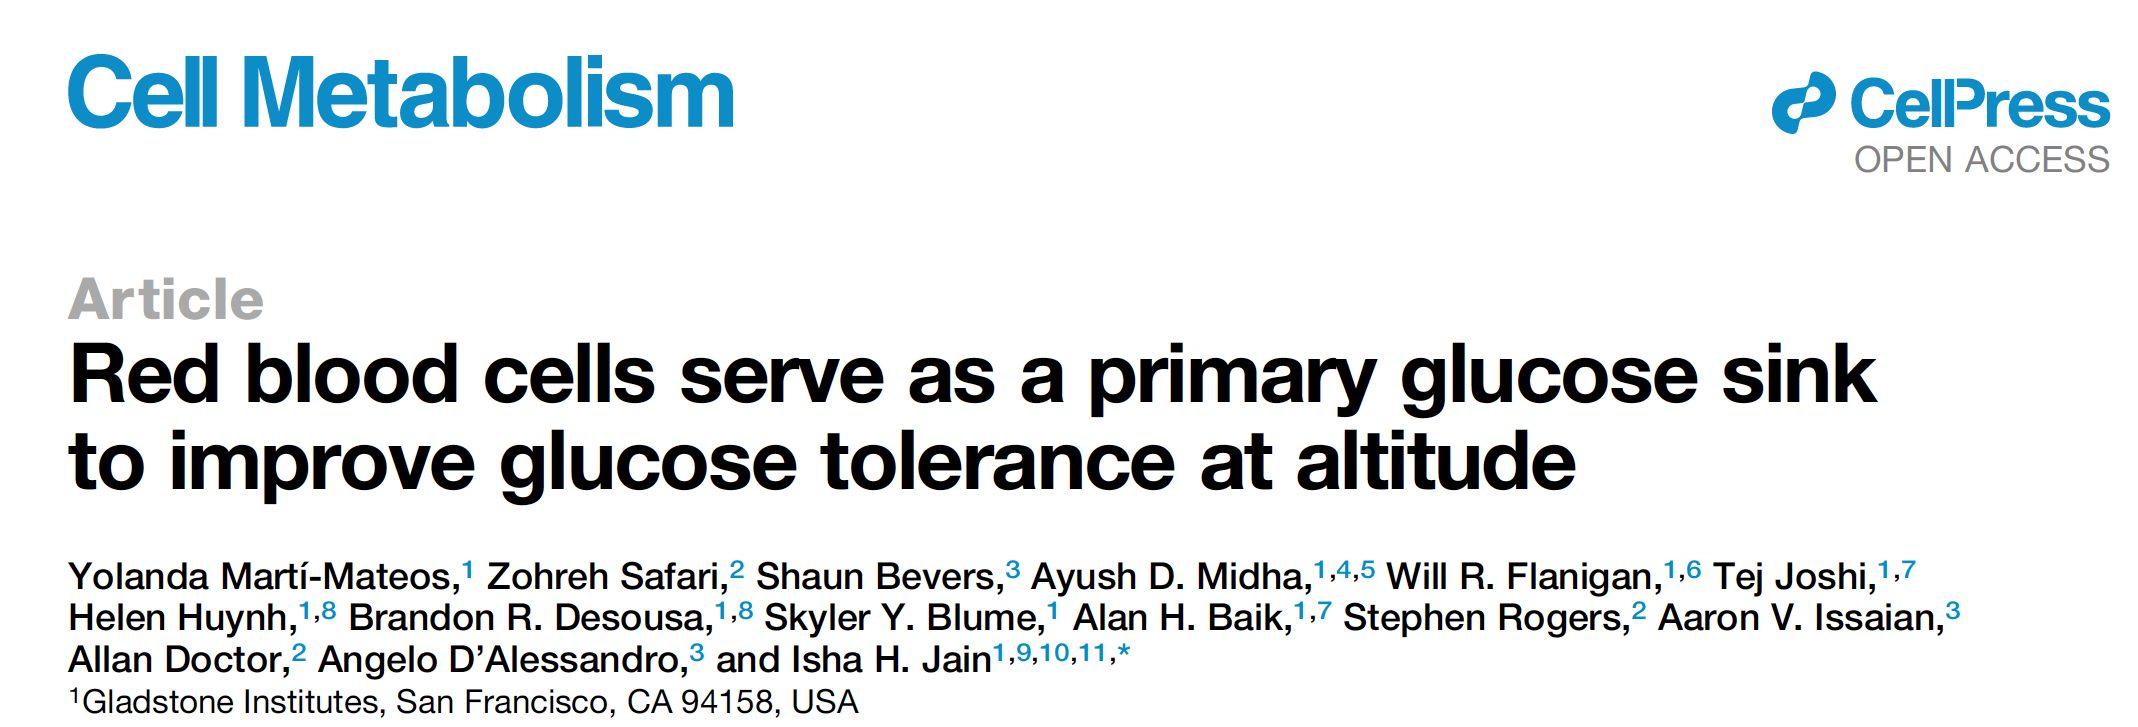 Cell Metabolism
CellPress
OPEN ACCESS
Article
Red blood cells serve as a primary glucose sink
to improve glucose tolerance at altitude
Yolanda Martí-Mateos,1 Zohreh Safari,2 Shaun Bevers,3 Ayush D. Midha,1,4,5 Will R. Flanigan,1,6 Tej Joshi,1,7
Helen Huynh,1,8 Brandon R. Desousa,1,8 Skyler Y. Blume,1 Alan H. Baik,1,7 Stephen Rogers,2 Aaron V. Issaian,3
Allan Doctor,2 Angelo D’Alessandro,3 and Isha H. Jain1,9,10,11,*
1Gladstone Institutes, San Francisco, CA 94158, USA